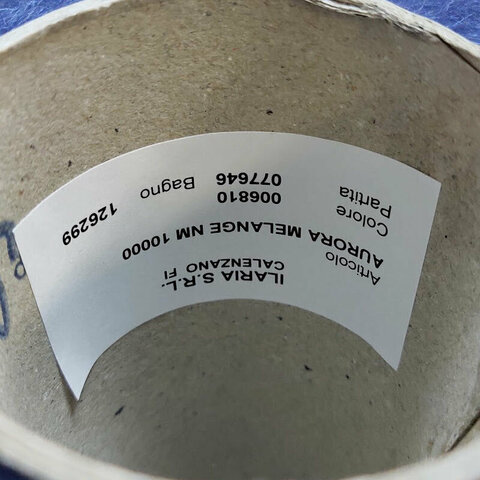 ILARIA S.R.L.
CALENZANO FI
Articolo
AURORA MELANGE NM 10000
Colore 006810
Partita 077646 Bagno 126299